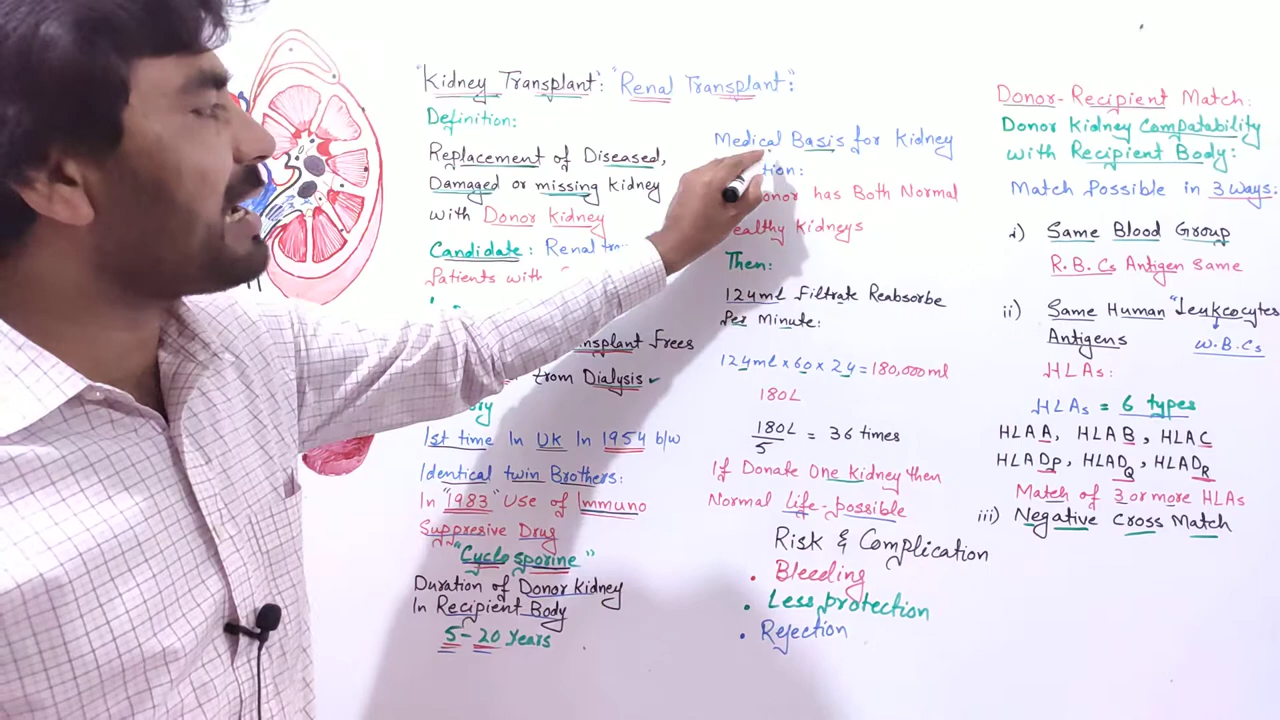 "Kidney Transplant": "Renal Transplant":
Definition:
Replacement of Diseased,
Damaged or missing kidney
with Donor Kidney
Candidate: Renal
Patients with
Transplant Frees
from Dialysis
1st time In UK In 1954 b/w
Identical twin Brothers:
In "1983" Use of Immuno
Suppresive Drug
"Cyclosporine"
Duration of Donor Kidney
In Recipient Body
5-20 Years
Medical Basis for Kidney
tion:
onor has Both Normal
ealthy Kidneys
Then:
124ml Filtrate Reabsorbe
Per Minute:
124ml x 60 x 24 = 180,000ml
180L
180L/5 = 36 times
If Donate One Kidney then
Normal life-possible
Risk & Complication
. Bleeding
. Less protection
. Rejection
Donor-Recipient Match:
Donor Kidney Compatability
with Recipient Body:
Match Possible in 3 ways:
i) Same Blood Group
R.B.Cs Antigen Same
ii) Same Human "Leukcocytes
Antigens W.B.Cs
HLAs:
HLAs = 6 types
HLA A, HLA B, HLA C
HLA DP, HLA DQ, HLA DR
Match of 3 or more HLAs
iii) Negative Cross Match